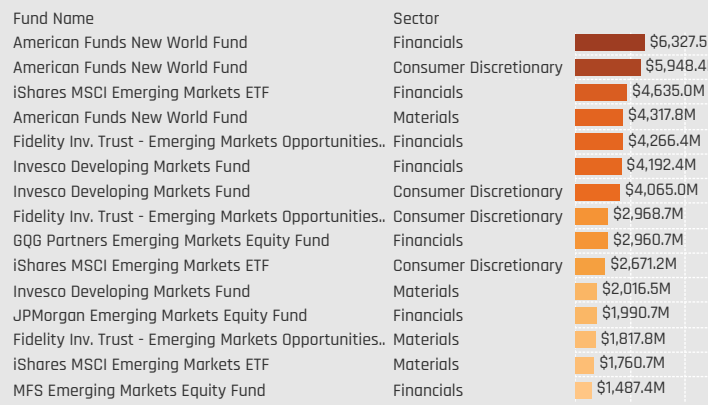 Fund Name Sector
American Funds New World Fund Financials $6,327.5
American Funds New World Fund Consumer Discretionary $5,948.4
iShares MSCI Emerging Markets ETF Financials $4,635.0M
American Funds New World Fund Materials $4,317.8M
Fidelity Inv. Trust - Emerging Markets Opportunities.. Financials $4,266.4M
Invesco Developing Markets Fund Financials $4,192.4M
Invesco Developing Markets Fund Consumer Discretionary $4,065.0M
Fidelity Inv. Trust - Emerging Markets Opportunities.. Consumer Discretionary $2,968.7M
GQG Partners Emerging Markets Equity Fund Financials $2,960.7M
iShares MSCI Emerging Markets ETF Consumer Discretionary $2,671.2M
Invesco Developing Markets Fund Materials $2,016.5M
JPMorgan Emerging Markets Equity Fund Financials $1,990.7M
Fidelity Inv. Trust - Emerging Markets Opportunities.. Materials $1,817.8M
iShares MSCI Emerging Markets ETF Materials $1,760.7M
MFS Emerging Markets Equity Fund Financials $1,487.4M